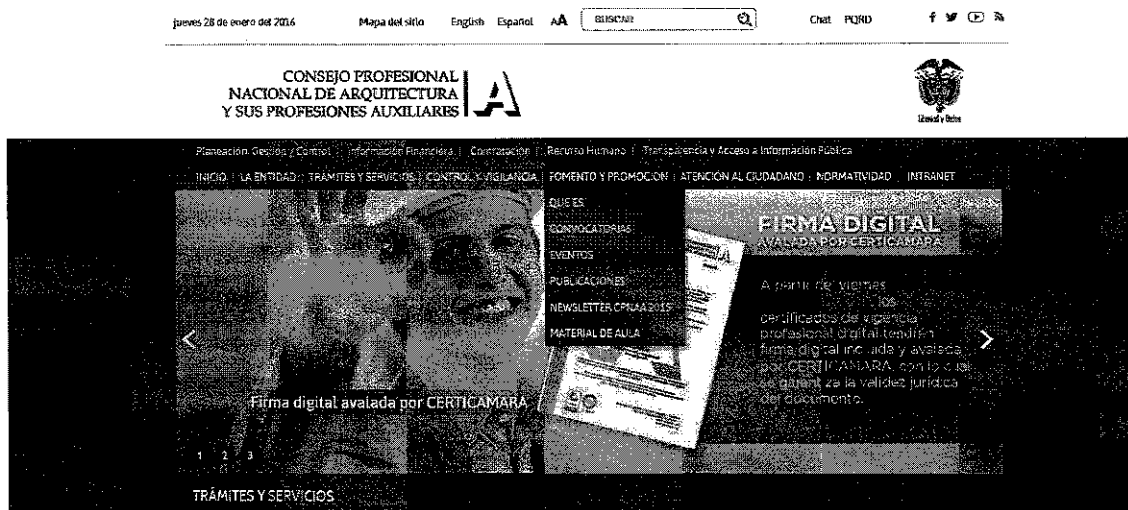 jueves 28 de enero del 2016 Mapa del sitio English Español AA BUSCAR Chat PQRD
CONSEJO PROFESIONAL
NACIONAL DE ARQUITECTURA
Y SUS PROFESIONES AUXILIARES A
Libertad y Orden
Planeación, Gestión y Control | Información Financiera | Contratación | Recurso Humano | Transparencia y Acceso a Información Pública
INICIO | LA ENTIDAD | TRÁMITES Y SERVICIOS | CONTROL Y VIGILANCIA | FOMENTO Y PROMOCION | ATENCION AL CIUDADANO | NORMATIVIDAD | INTRANET
QUE ES
CONVOCATORIAS
EVENTOS
PUBLICACIONES
NEWSLETTER CPNAA 2015
MATERIAL DE AULA
FIRMA DIGITAL
AVALADA POR CERTICAMARA
A partir del viernes
los
certificados de vigencia
profesional digital tendrán
firma digital incluida y avalada
por CERTICAMARA, con lo cual
se garantiza la validez jurídica
del documento.
Firma digital avalada por CERTICAMARA
1 2 3
TRÁMITES Y SERVICIOS